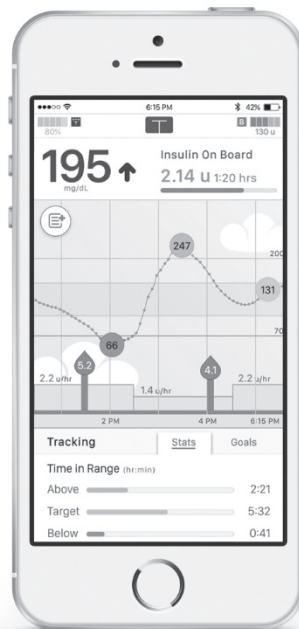 6:15 PM 42%
80% B 130 u
195 mg/dL
Insulin On Board
2.14 u 1:20 hrs
247
200
131
66
70
5.2
4.1
2.2 u/hr
1.4 u/hr
2.2 u/hr
2 PM 4 PM 6:15 PM
Tracking Stats Goals
Time in Range (hr:min)
Above 2:21
Target 5:32
Below 0:41